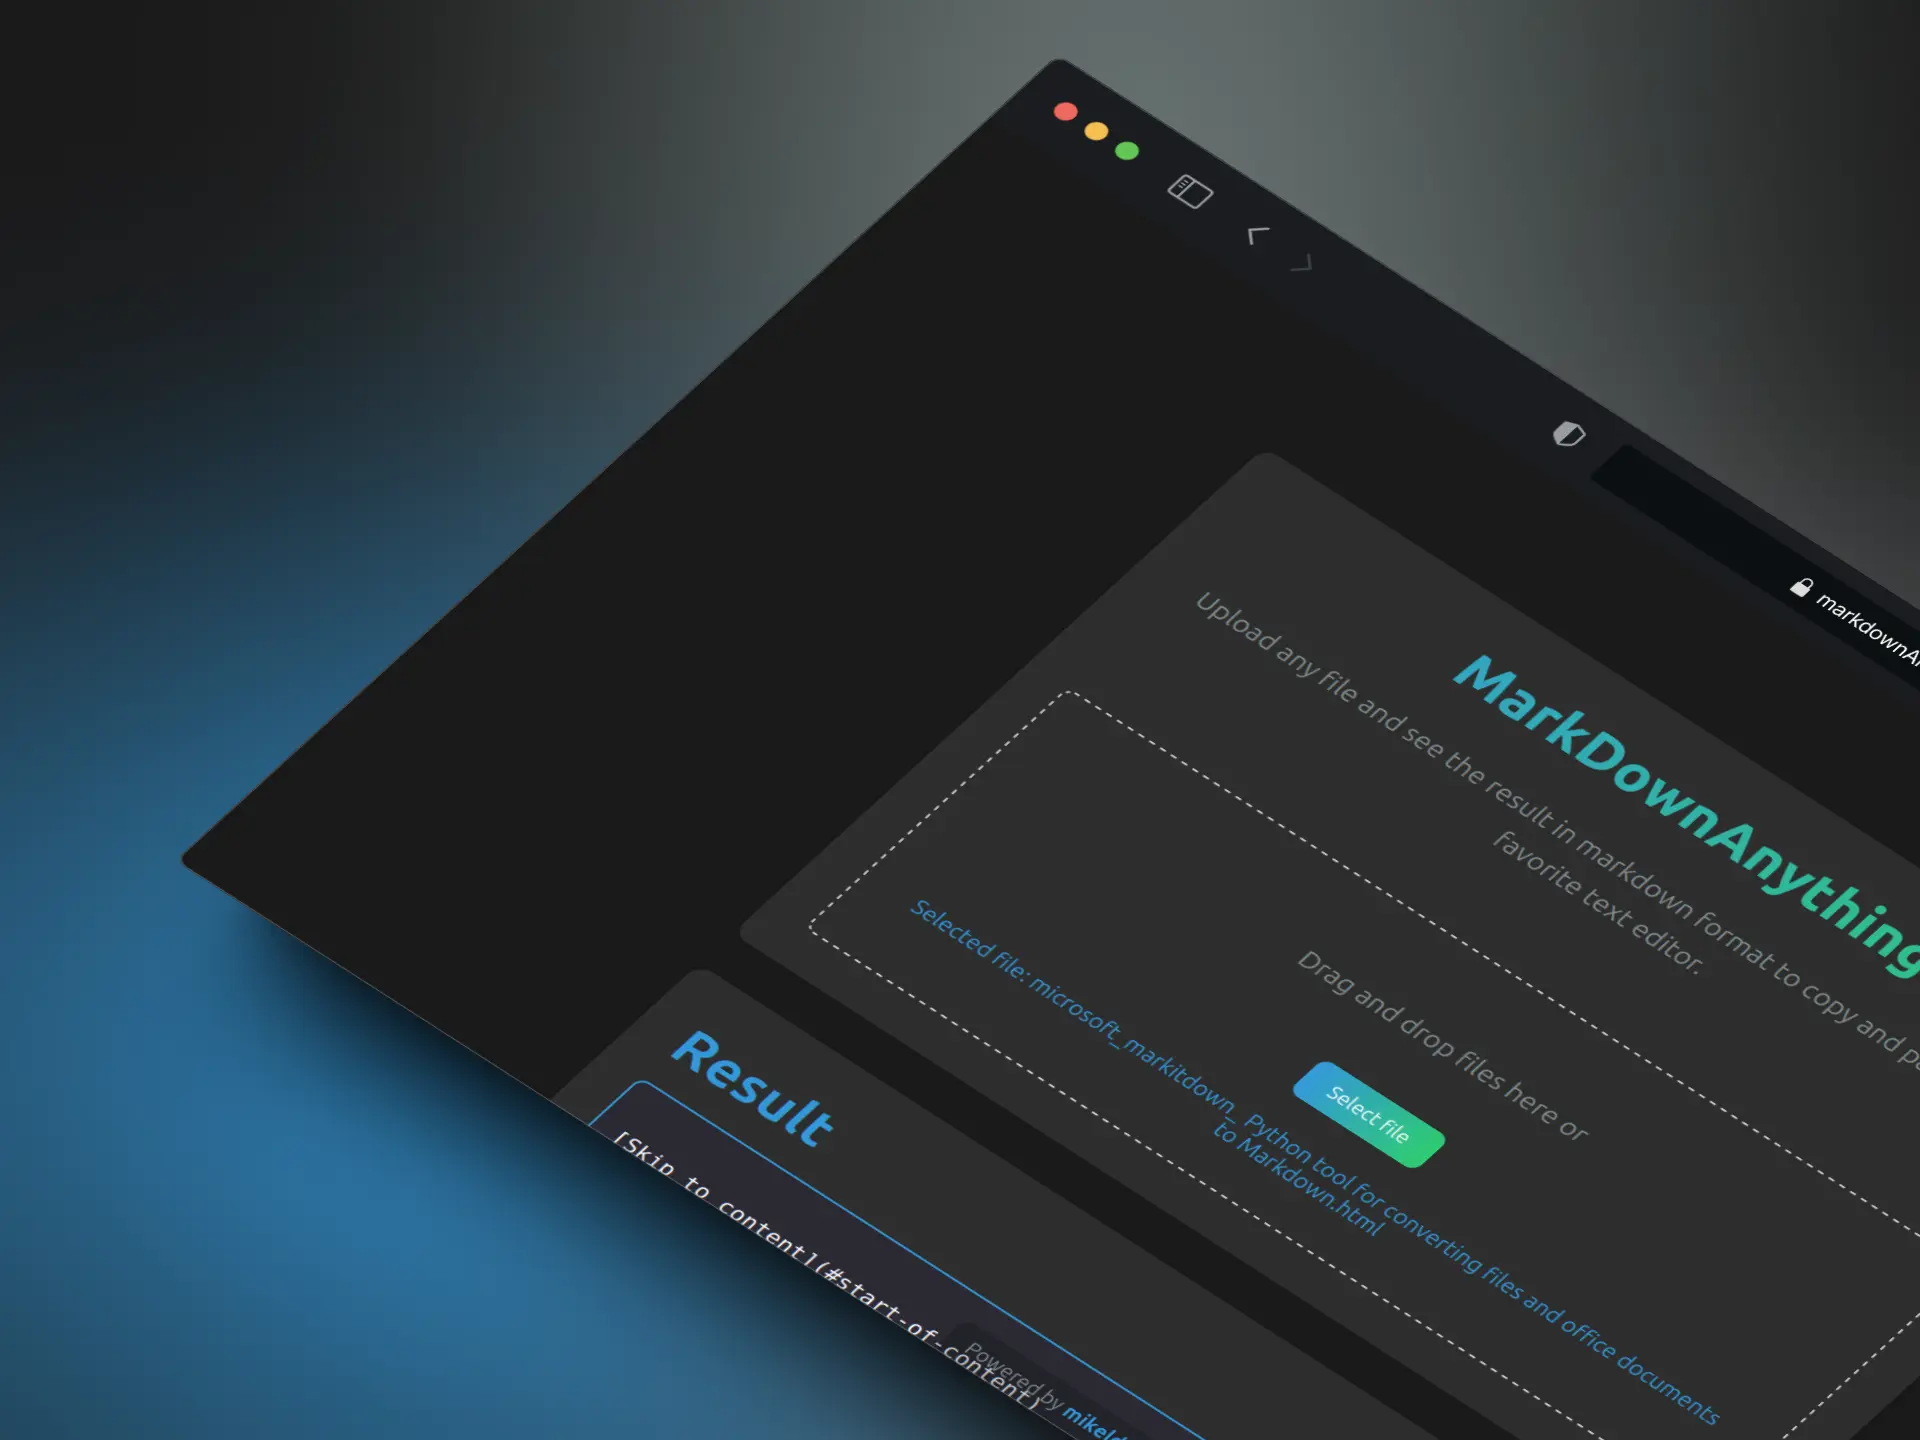 MarkDownAnything
Upload any file and see the result in markdown format to copy and
favorite text editor.
Drag and drop files here or
Select file
Selected file: microsoft_markitdown_ Python tool for converting files and office documents
to Markdown.html
Result
[Skip to content](#start-of-content)
Powered by